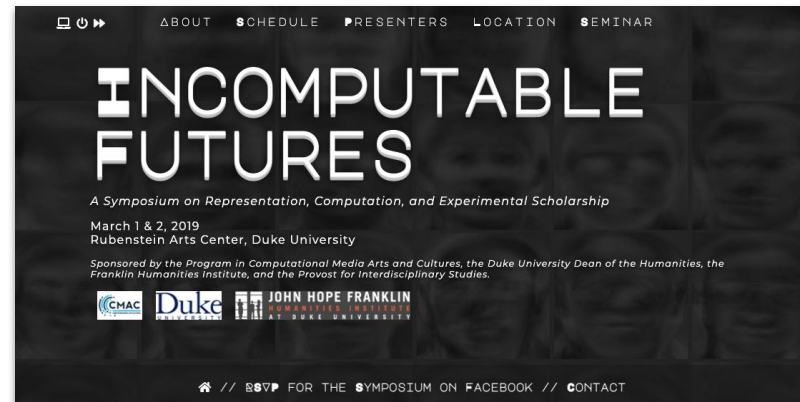 ABOUT SCHEDULE PRESENTERS LOCATION SEMINAR
INCOMPUTABLE
FUTURES
A Symposium on Representation, Computation, and Experimental Scholarship
March 1 & 2, 2019
Rubenstein Arts Center, Duke University
Sponsored by the Program in Computational Media Arts and Cultures, the Duke University Dean of the Humanities, the
Franklin Humanities Institute, and the Provost for Interdisciplinary Studies.
CMAC
Duke
UNIVERSITY
JOHN HOPE FRANKLIN
HUMANITIES INSTITUTE
AT DUKE UNIVERSITY
// RSVP FOR THE SYMPOSIUM ON FACEBOOK // CONTACT